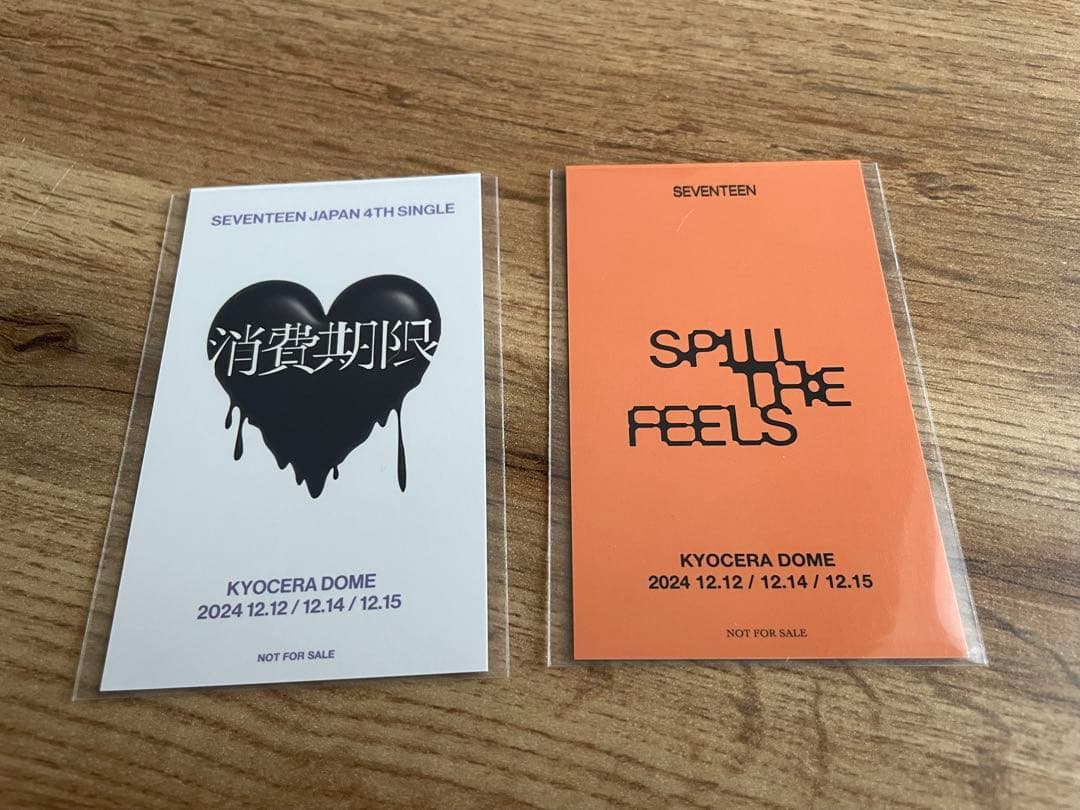 SEVENTEEN JAPAN 4TH SINGLE
消費期限
KYOCERA DOME
2024 12.12 / 12.14 / 12.15
NOT FOR SALE
SEVENTEEN
SPILL
THE
FEELS
KYOCERA DOME
2024 12.12 / 12.14 / 12.15
NOT FOR SALE